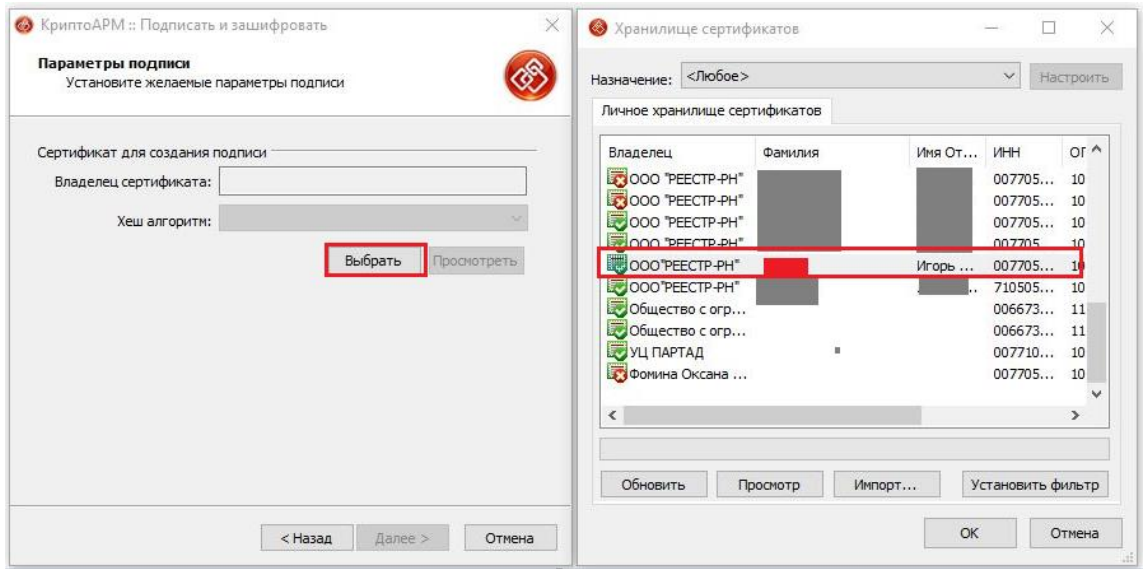 КриптоАРМ :: Подписать и зашифровать
Параметры подписи
Установите желаемые параметры подписи
Сертификат для создания подписи
Владелец сертификата:
Хеш алгоритм:
Выбрать
Просмотреть
< Назад
Далее >
Отмена
Хранилище сертификатов
Назначение: <Любое>
Настроить
Личное хранилище сертификатов
Владелец Фамилия Имя От... ИНН ОГ
ООО "РЕЕСТР-РН" 007705... 10
ООО "РЕЕСТР-РН" 007705... 10
ООО "РЕЕСТР-РН" 007705... 10
ООО "РЕЕСТР-РН" 007705... 10
ООО"РЕЕСТР-РН" Игорь ... 007705... 10
ООО"РЕЕСТР-РН" 710505... 10
Общество с огр... 006673... 11
Общество с огр... 006673... 11
УЦ ПАРТАД 007710... 10
Фомина Оксана ... 007705... 10
Обновить
Просмотр
Импорт...
Установить фильтр
ОК
Отмена